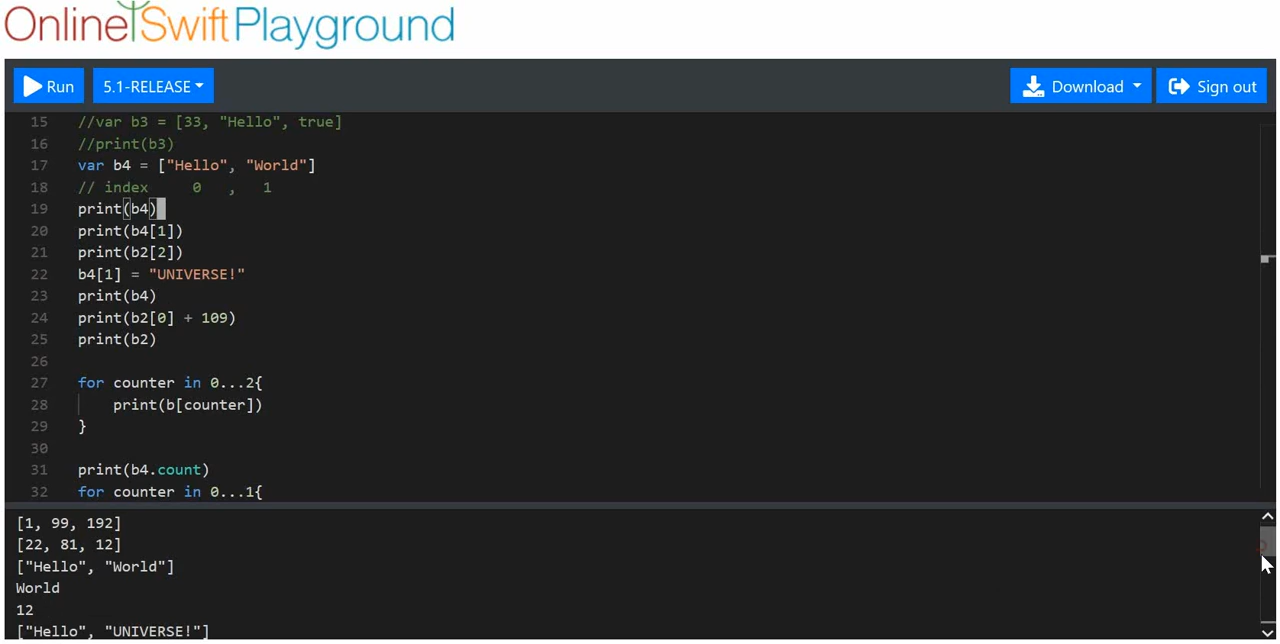 OnlineSwiftPlayground
Run 5.1-RELEASE Download Sign out
15 //var b3 = [33, "Hello", true]
16 //print(b3)
17 var b4 = ["Hello", "World"]
18 // index     0   ,   1
19 print(b4)
20 print(b4[1])
21 print(b2[2])
22 b4[1] = "UNIVERSE!"
23 print(b4)
24 print(b2[0] + 109)
25 print(b2)
26
27 for counter in 0...2{
28     print(b[counter])
29 }
30
31 print(b4.count)
32 for counter in 0...1{
[1, 99, 192]
[22, 81, 12]
["Hello", "World"]
World
12
["Hello", "UNIVERSE!"]